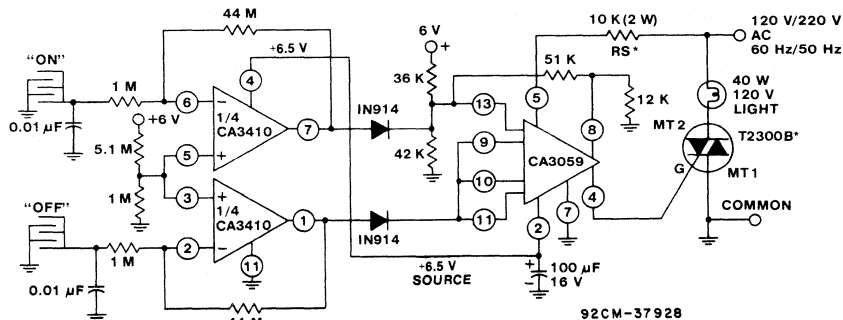 44 M
"ON"
1 M
0.01 µF
+6 V
5.1 M
1 M
6
−
5
+
1/4
CA3410
4
7
+6.5 V
IN914
6 V
+
36 K
42 K
51 K
12 K
10 K (2 W)
RS*
120 V/220 V
AC
60 Hz/50 Hz
40 W
120 V
LIGHT
MT2
T2300B*
G
MT1
COMMON
13
9
10
11
5
8
4
7
2
CA3059
"OFF"
1 M
0.01 µF
3
+
2
−
1/4
CA3410
11
1
IN914
+6.5 V
SOURCE
+
−
100 µF
16 V
92CM-37928